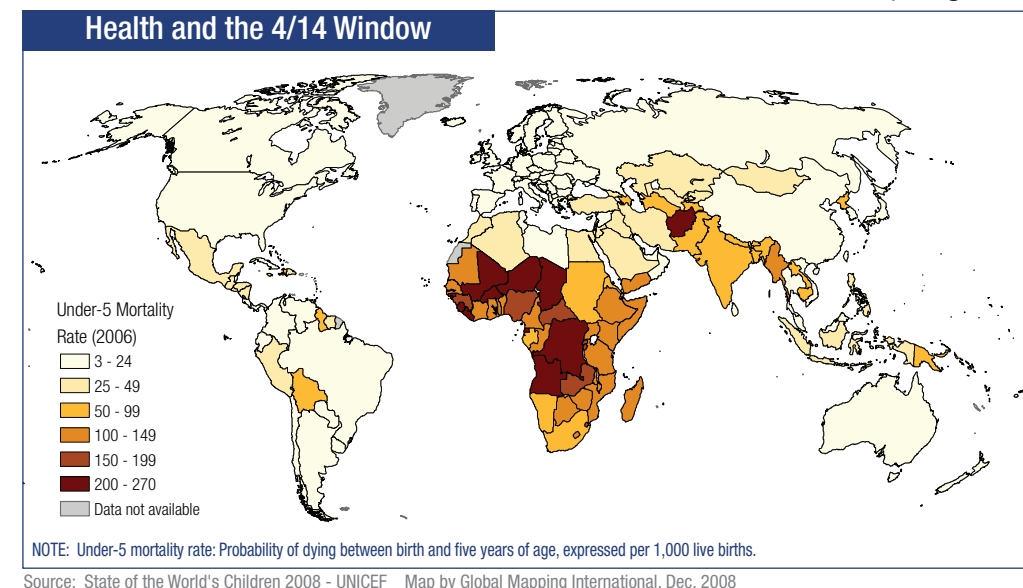 Health and the 4/14 Window
Under-5 Mortality
Rate (2006)
3 - 24
25 - 49
50 - 99
100 - 149
150 - 199
200 - 270
Data not available
NOTE: Under-5 mortality rate: Probability of dying between birth and five years of age, expressed per 1,000 live births.
Source: State of the World's Children 2008 - UNICEF Map by Global Mapping International, Dec. 2008